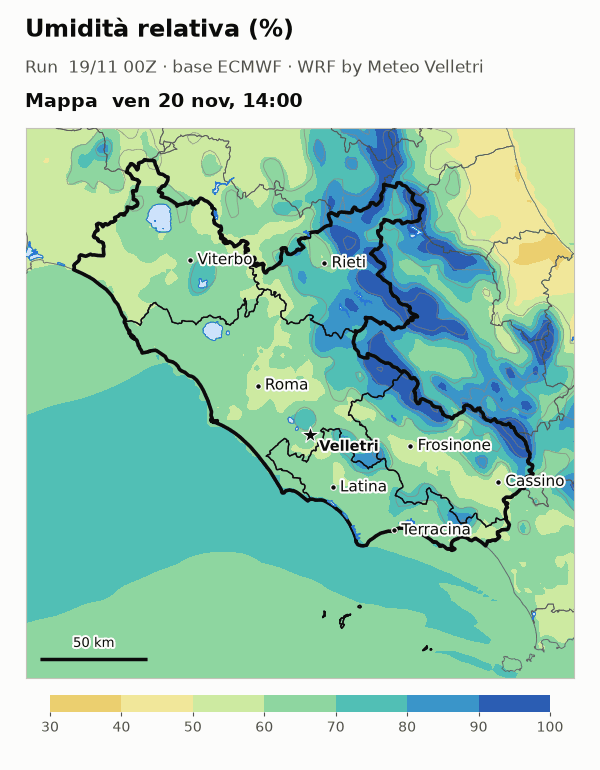 Umidità relativa (%)
Run  19/11 00Z · base ECMWF · WRF by Meteo Velletri
Mappa  ven 20 nov, 14:00
Viterbo
Rieti
Roma
Velletri
Frosinone
Cassino
Latina
Terracina
50 km
30 40 50 60 70 80 90 100